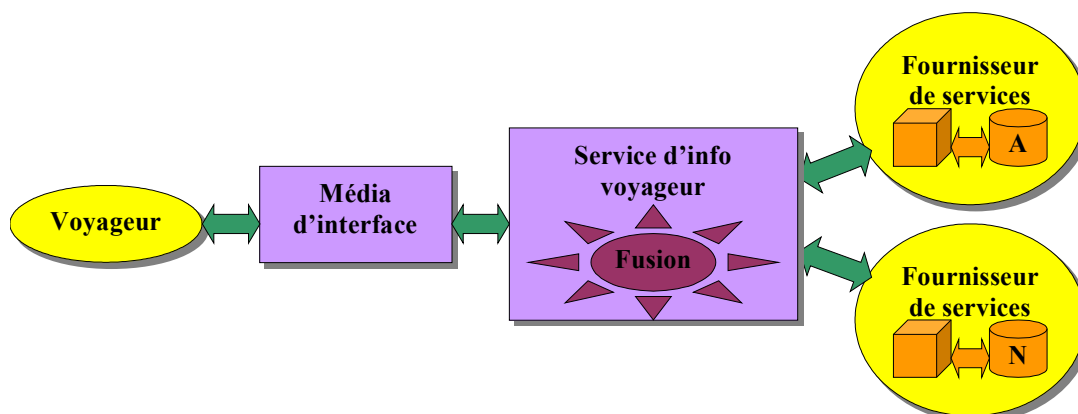 Voyageur
Média
d’interface
Service d’info
voyageur
Fusion
Fournisseur
de services
A
Fournisseur
de services
N